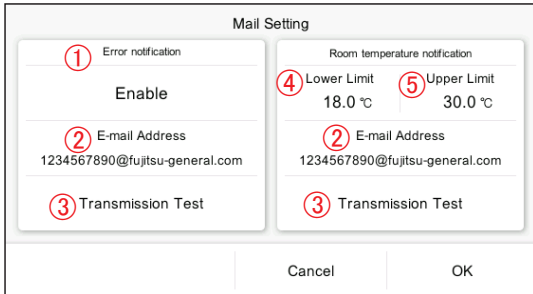 Mail Setting
① Error notification
Enable
② E-mail Address
1234567890@fujitsu-general.com
③ Transmission Test
Room temperature notification
④ Lower Limit ⑤ Upper Limit
18.0 ℃ 30.0 ℃
② E-mail Address
1234567890@fujitsu-general.com
③ Transmission Test
Cancel OK